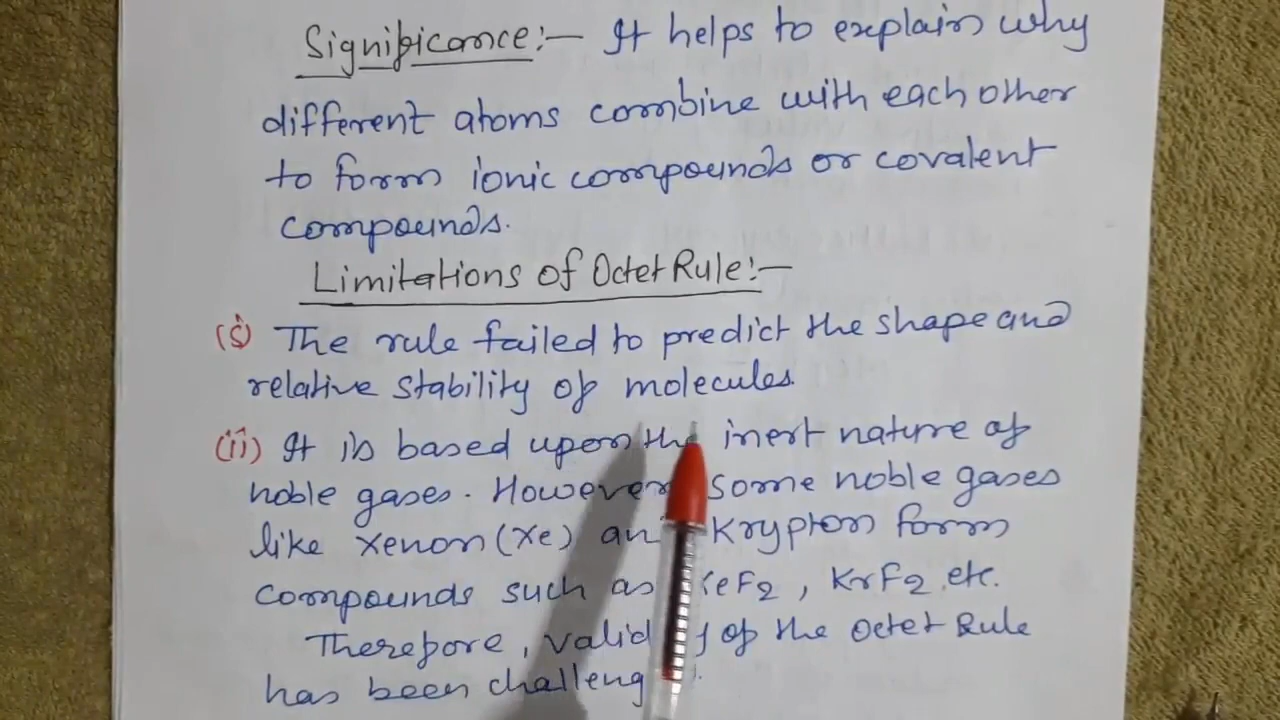 Significance:- It helps to explain why
different atoms combine with each other
to form ionic compounds or covalent
compounds.
Limitations of Octet Rule:-
(i) The rule failed to predict the shape and
relative stability of molecules.
(ii) It is based upon the inert nature of
noble gases. However some noble gases
like xenon (Xe) an Krypton form
compounds such as eF2, KrF2 etc.
Therefore, valid y of the Octet Rule
has been challeng